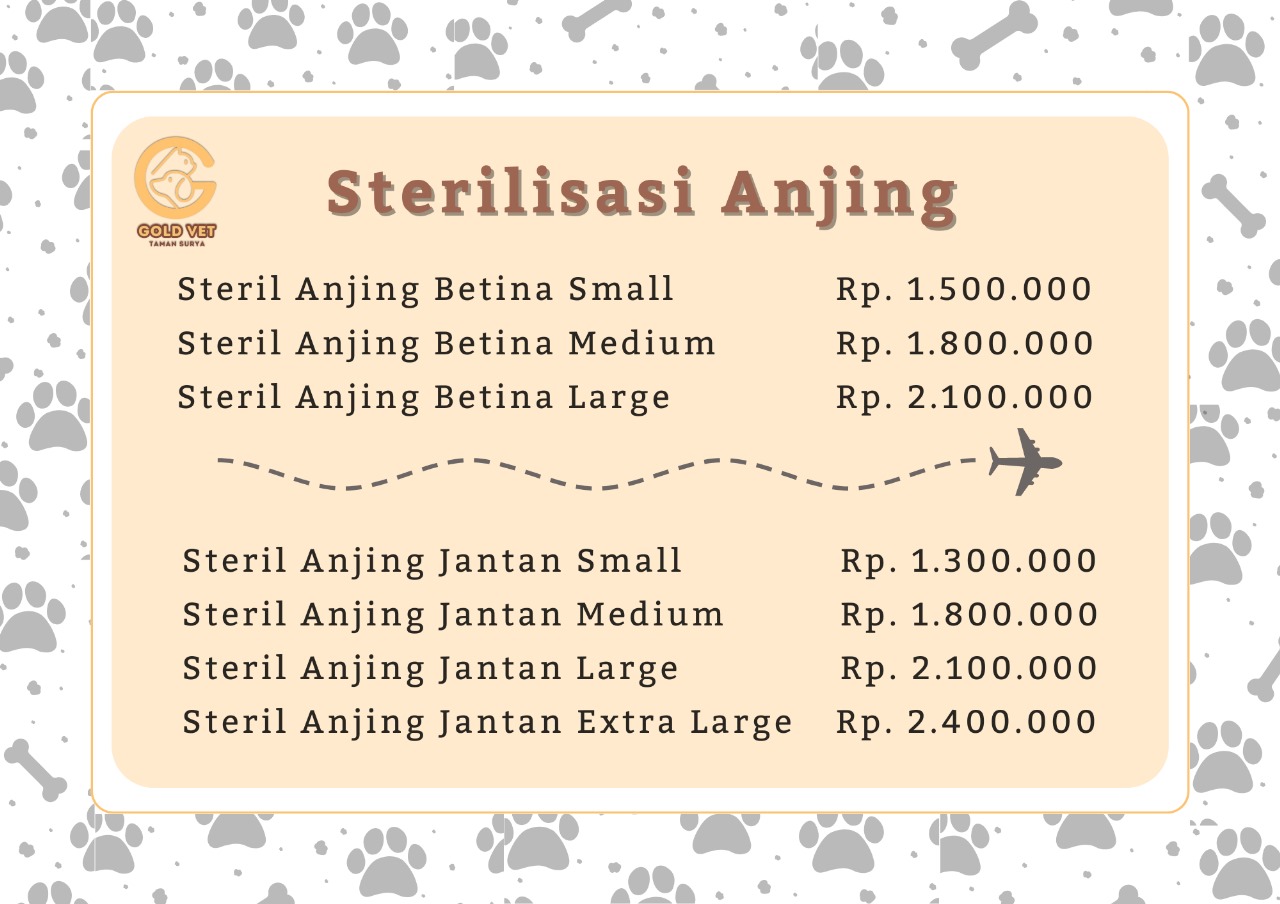 GOLD VET
TAMAN SURYA
Sterilisasi Anjing
Steril Anjing Betina Small Rp. 1.500.000
Steril Anjing Betina Medium Rp. 1.800.000
Steril Anjing Betina Large Rp. 2.100.000
Steril Anjing Jantan Small Rp. 1.300.000
Steril Anjing Jantan Medium Rp. 1.800.000
Steril Anjing Jantan Large Rp. 2.100.000
Steril Anjing Jantan Extra Large Rp. 2.400.000